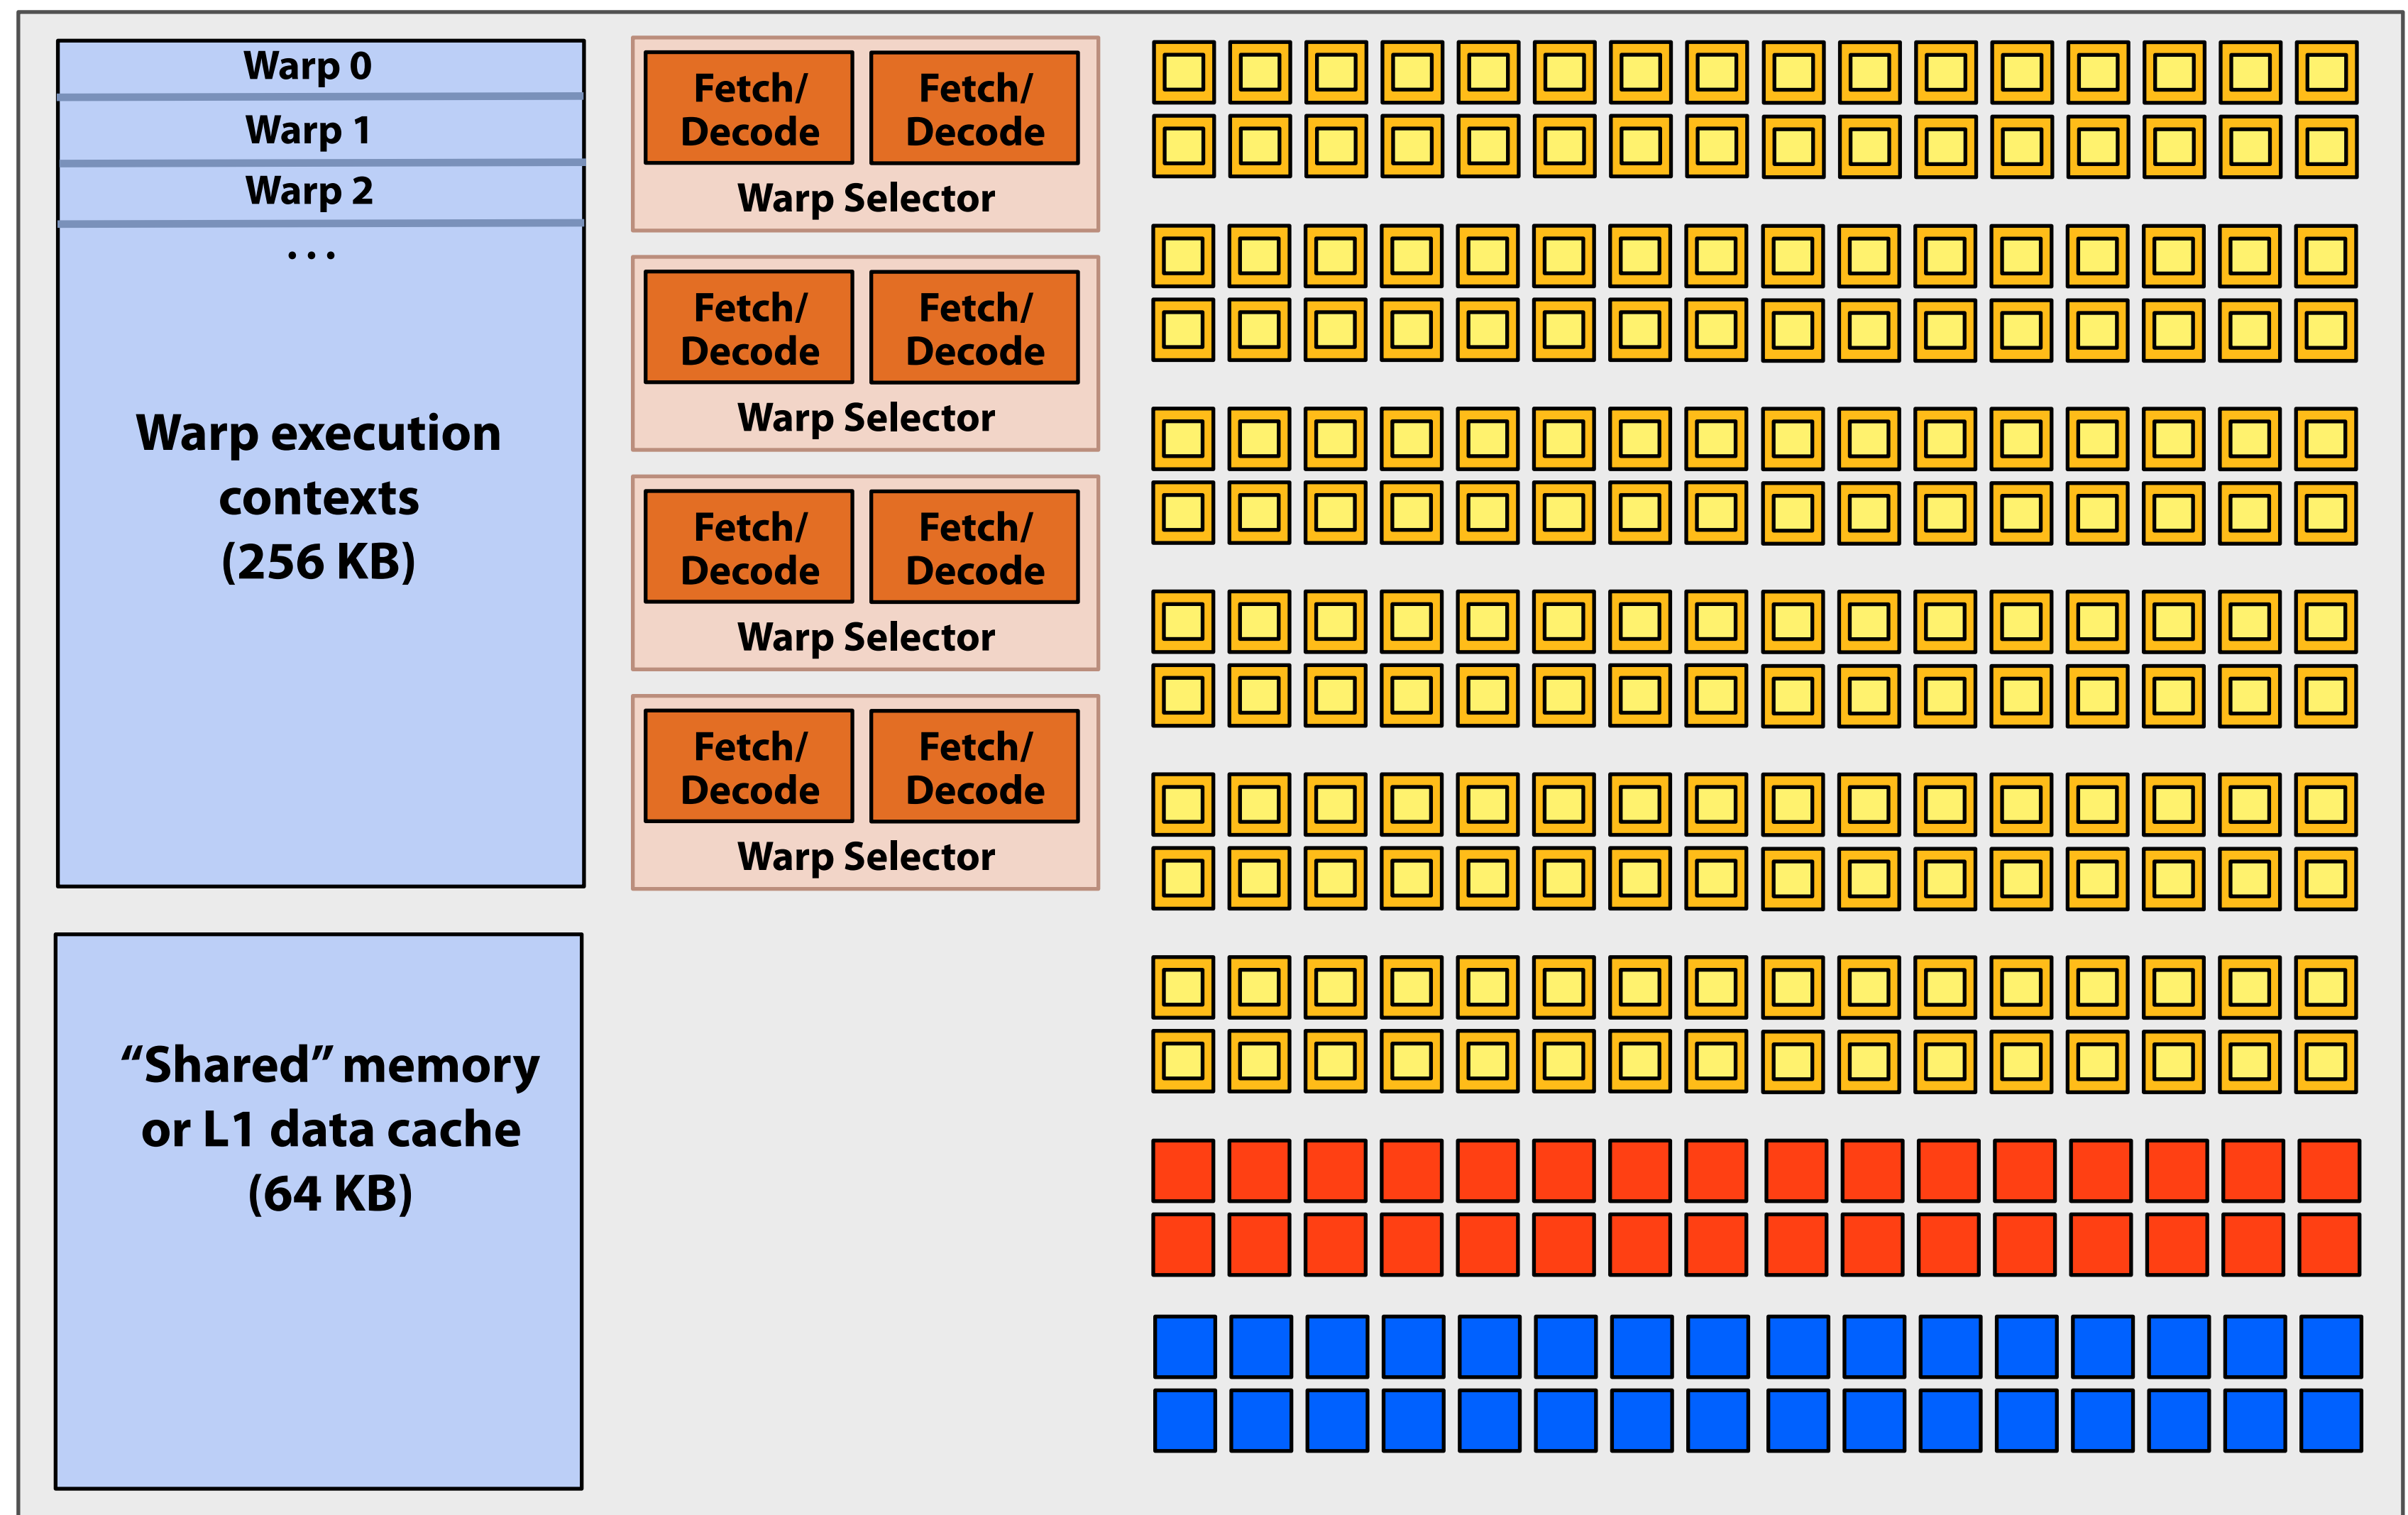 Warp 0
Warp 1
Warp 2
...
Warp execution
contexts
(256 KB)
“Shared” memory
or L1 data cache
(64 KB)
Fetch/
Decode
Fetch/
Decode
Warp Selector
Fetch/
Decode
Fetch/
Decode
Warp Selector
Fetch/
Decode
Fetch/
Decode
Warp Selector
Fetch/
Decode
Fetch/
Decode
Warp Selector